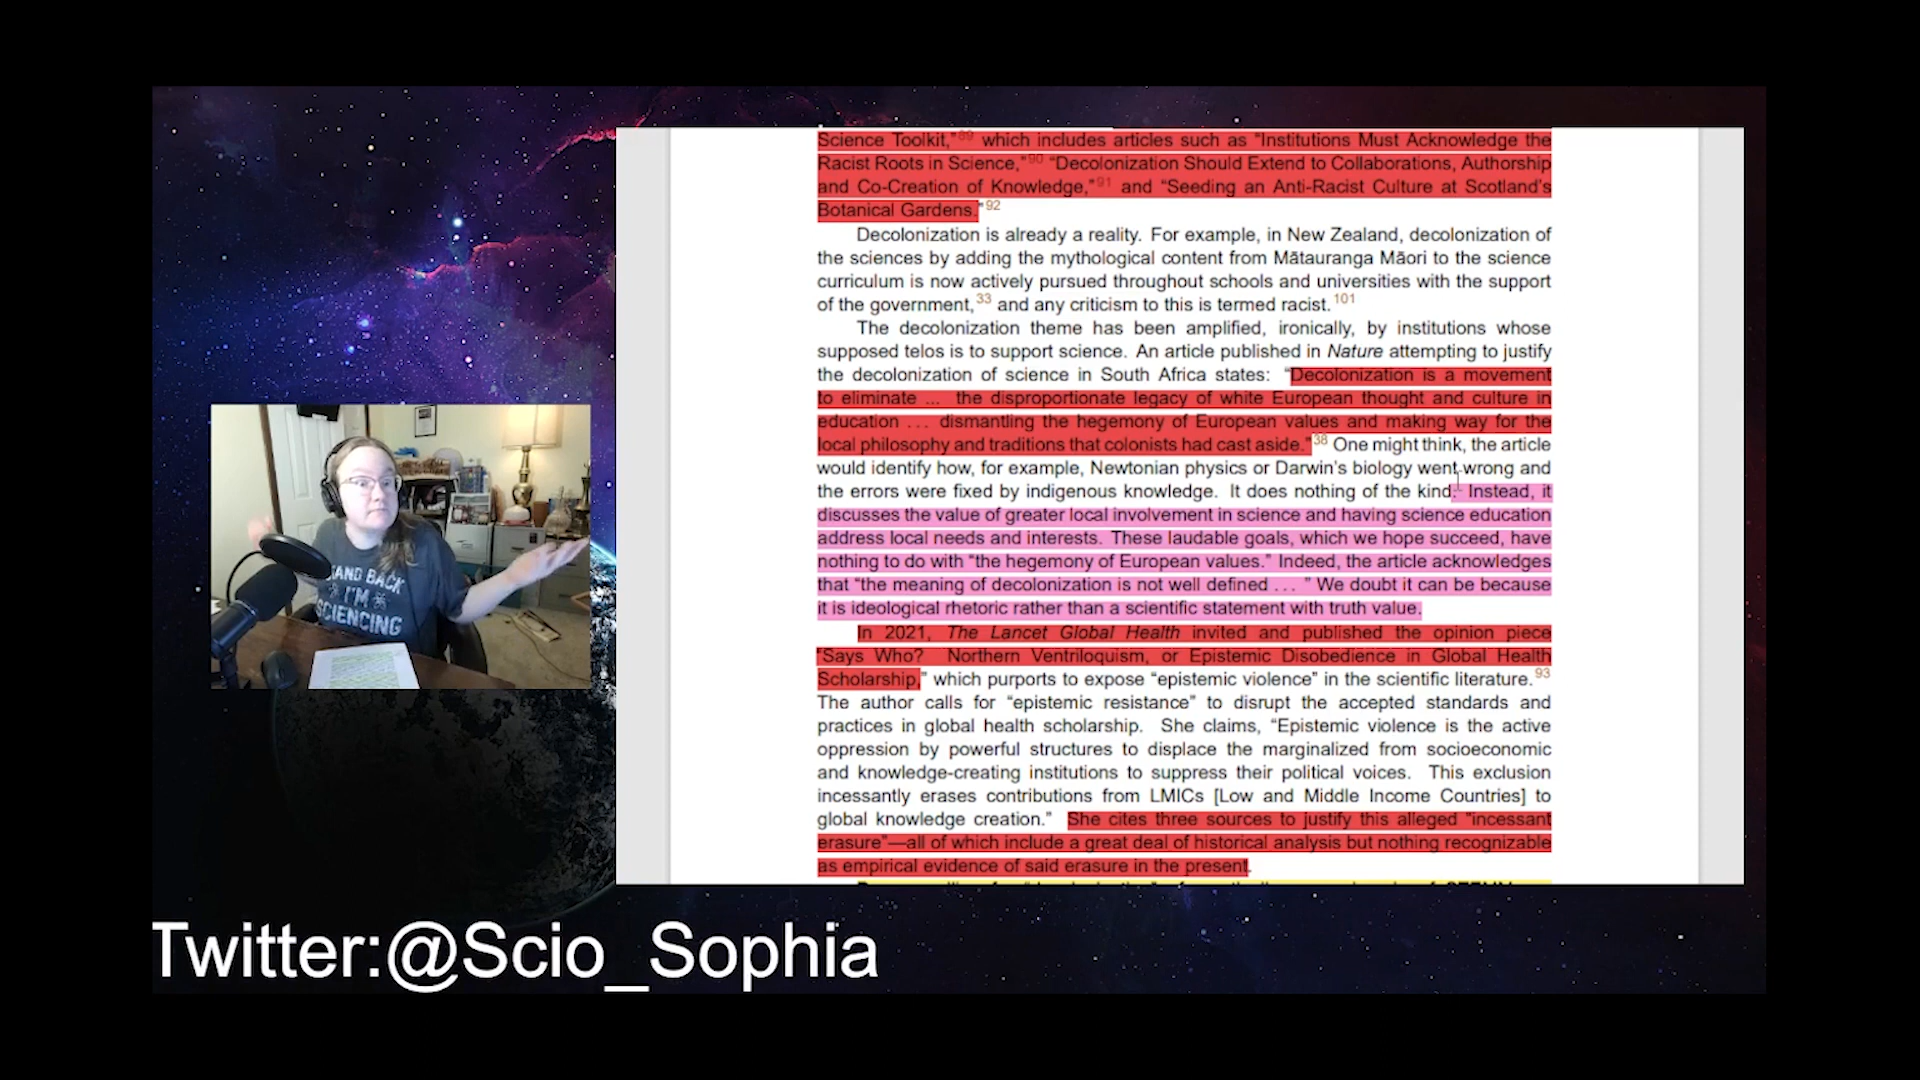 Science Toolkit,"89 which includes articles such as "Institutions Must Acknowledge the
Racist Roots in Science,"90 "Decolonization Should Extend to Collaborations, Authorship
and Co-Creation of Knowledge,"91 and "Seeding an Anti-Racist Culture at Scotland's
Botanical Gardens."92
Decolonization is already a reality. For example, in New Zealand, decolonization of
the sciences by adding the mythological content from Mātauranga Māori to the science
curriculum is now actively pursued throughout schools and universities with the support
of the government,33 and any criticism to this is termed racist.101
The decolonization theme has been amplified, ironically, by institutions whose
supposed telos is to support science. An article published in Nature attempting to justify
the decolonization of science in South Africa states: "Decolonization is a movement
to eliminate ... the disproportionate legacy of white European thought and culture in
education ... dismantling the hegemony of European values and making way for the
local philosophy and traditions that colonists had cast aside."38 One might think, the article
would identify how, for example, Newtonian physics or Darwin's biology went wrong and
the errors were fixed by indigenous knowledge. It does nothing of the kind. Instead, it
discusses the value of greater local involvement in science and having science education
address local needs and interests. These laudable goals, which we hope succeed, have
nothing to do with "the hegemony of European values." Indeed, the article acknowledges
that "the meaning of decolonization is not well defined ... " We doubt it can be because
it is ideological rhetoric rather than a scientific statement with truth value.
In 2021, The Lancet Global Health invited and published the opinion piece
"Says Who? Northern Ventriloquism, or Epistemic Disobedience in Global Health
Scholarship," which purports to expose "epistemic violence" in the scientific literature.93
The author calls for "epistemic resistance" to disrupt the accepted standards and
practices in global health scholarship. She claims, "Epistemic violence is the active
oppression by powerful structures to displace the marginalized from socioeconomic
and knowledge-creating institutions to suppress their political voices. This exclusion
incessantly erases contributions from LMICs [Low and Middle Income Countries] to
global knowledge creation." She cites three sources to justify this alleged "incessant
erasure"—all of which include a great deal of historical analysis but nothing recognizable
as empirical evidence of said erasure in the present.
BACK
I'M
SCIENCING
Twitter:@Scio_Sophia